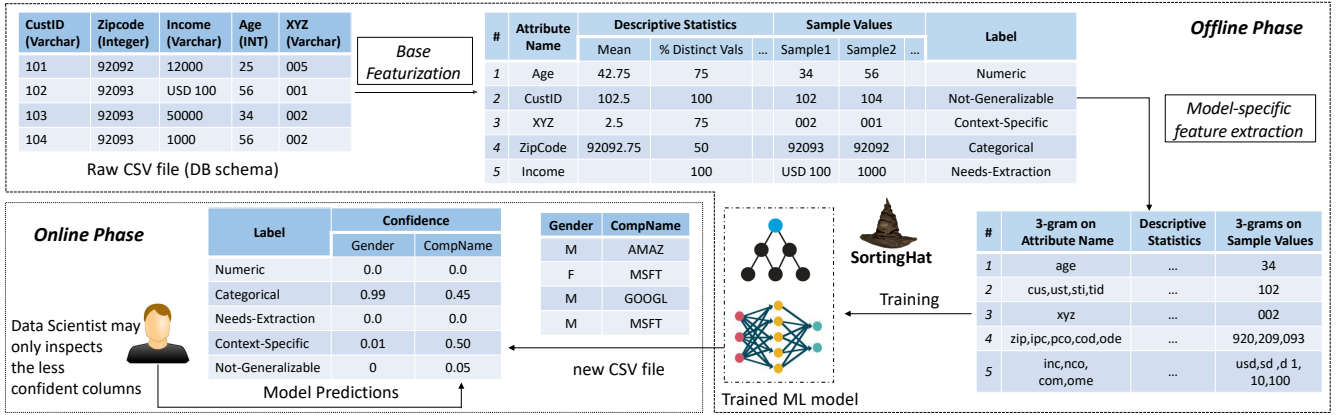 CustID (Varchar) Zipcode (Integer) Income (Varchar) Age (INT) XYZ (Varchar)
101 92092 12000 25 005
102 92093 USD 100 56 001
103 92093 50000 34 002
104 92093 1000 56 002
Raw CSV file (DB schema)
Base
Featurization
# Attribute Name Descriptive Statistics Sample Values Label
Mean % Distinct Vals ... Sample1 Sample2 ...
1 Age 42.75 75 34 56 Numeric
2 CustID 102.5 100 102 104 Not-Generalizable
3 XYZ 2.5 75 002 001 Context-Specific
4 ZipCode 92092.75 50 92093 92092 Categorical
5 Income 100 USD 100 1000 Needs-Extraction
Offline Phase
Model-specific
feature extraction
# 3-gram on Attribute Name Descriptive Statistics 3-grams on Sample Values
1 age ... 34
2 cus,ust,sti,tid ... 102
3 xyz ... 002
4 zip,ipc,pco,cod,ode ... 920,209,093
5 inc,nco, com,ome ... usd,sd ,d 1, 10,100
SortingHat
Training
Trained ML model
new CSV file
Gender CompName
M AMAZ
F MSFT
M GOOGL
M MSFT
Online Phase
Label Confidence
Gender CompName
Numeric 0.0 0.0
Categorical 0.99 0.45
Needs-Extraction 0.0 0.0
Context-Specific 0.01 0.50
Not-Generalizable 0 0.05
Model Predictions
Data Scientist may
only inspects
the less
confident columns